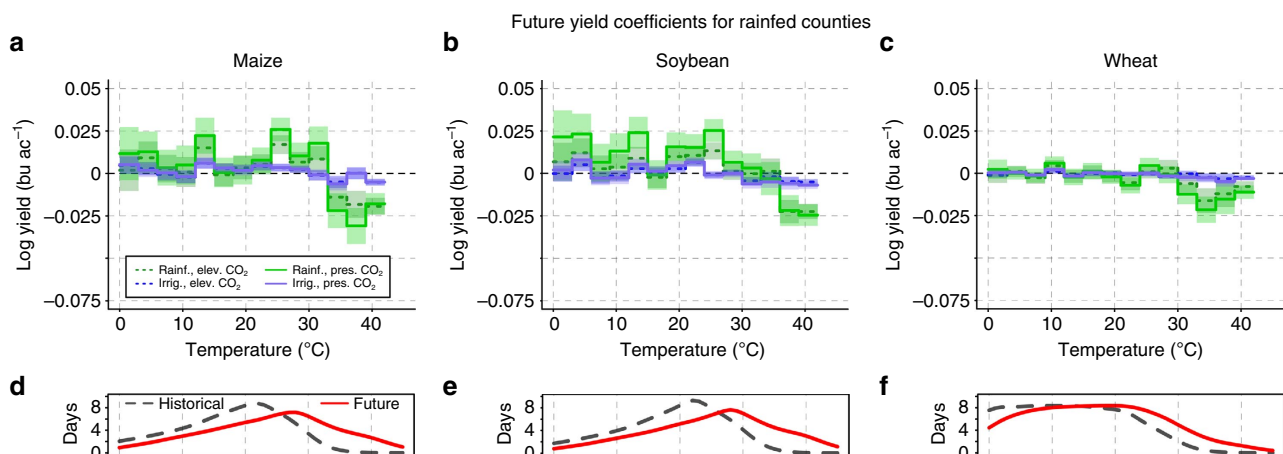 Future yield coefficients for rainfed counties
a
Maize
Log yield (bu ac⁻¹)
0.05
0.025
0
−0.025
−0.075
Rainf., elev. CO₂
Rainf., pres. CO₂
Irrig., elev. CO₂
Irrig., pres. CO₂
0 10 20 30 40
Temperature (°C)
b
Soybean
Log yield (bu ac⁻¹)
0.05
0.025
0
−0.025
−0.075
0 10 20 30 40
Temperature (°C)
c
Wheat
Log yield (bu ac⁻¹)
0.05
0.025
0
−0.025
−0.075
0 10 20 30 40
Temperature (°C)
d
Days
8
4
0
Historical
Future
e
Days
8
4
0
f
Days
8
4
0